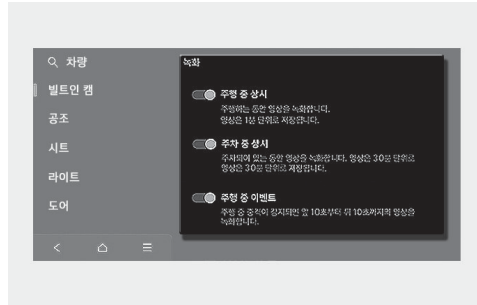 차량
빌트인 캠
공조
시트
라이트
도어
녹화
주행 중 상시
주행하는 동안 영상을 녹화합니다.
영상은 1분 단위로 저장됩니다.
주차 중 상시
주차되어 있는 동안 영상을 녹화합니다. 영상은 30분 단위로
영상은 30분 단위로 저장됩니다.
주행 중 이벤트
주행 중 충격이 감지되면 앞 10초부터 뒤 10초까지의 영상을
녹화합니다.